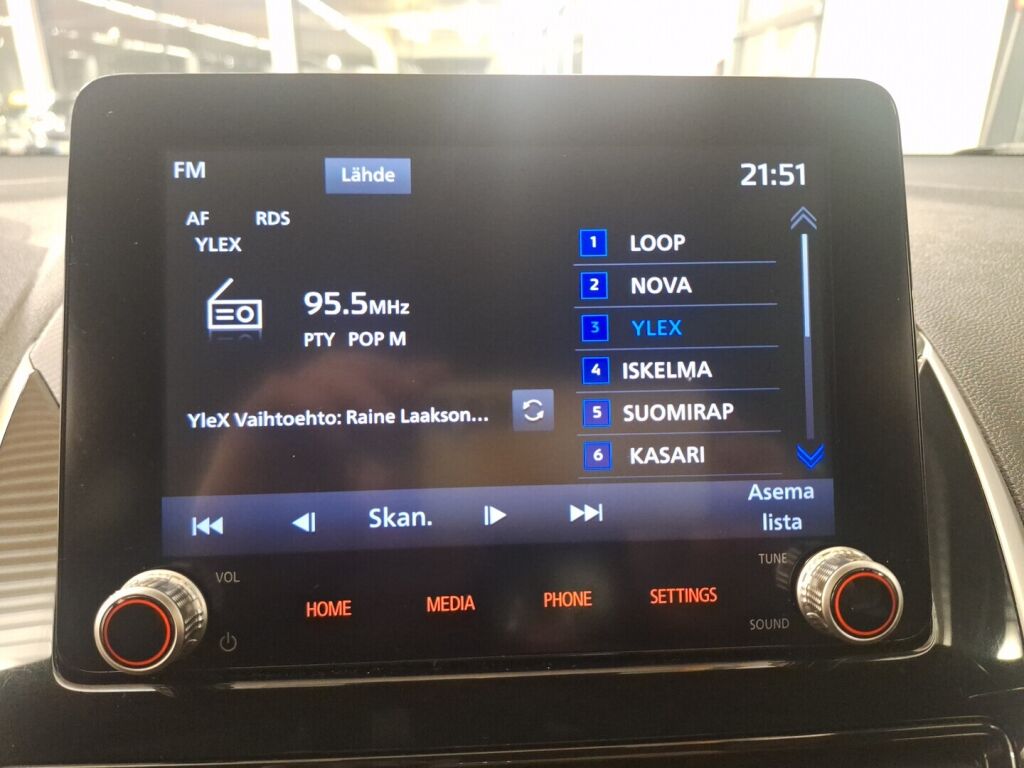 FM
Lähde
21:51
AF RDS
YLEX
95.5MHz
PTY POP M
YleX Vaihtoehto: Raine Laakson...
1 LOOP
2 NOVA
3 YLEX
4 ISKELMA
5 SUOMIRAP
6 KASARI
Skan.
Asema
lista
VOL
HOME
MEDIA
PHONE
SETTINGS
TUNE
SOUND